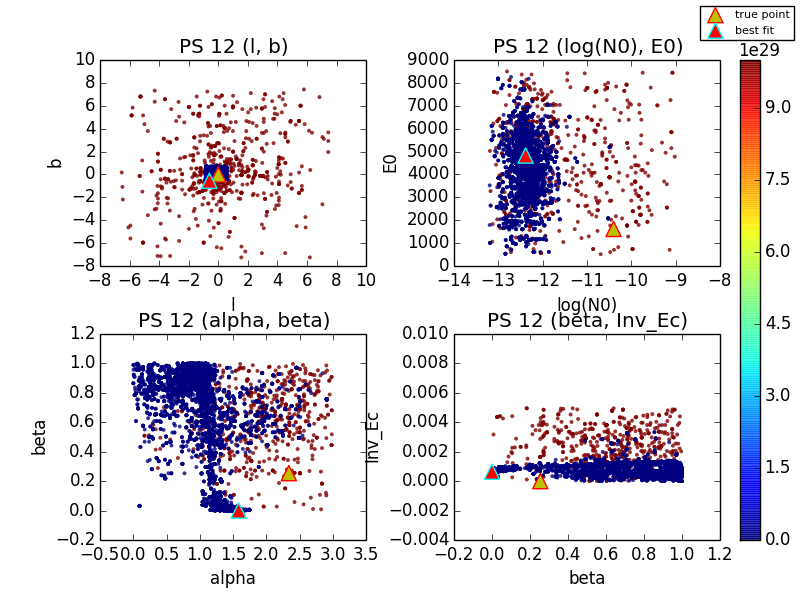 true point
best fit
PS 12 (l, b)
PS 12 (log(N0), E0)
1e29
10
8
6
4
2
0
−2
−4
−6
−8
b
−8 −6 −4 −2 0 2 4 6 8 10
l
9000
8000
7000
6000
5000
4000
3000
2000
1000
0
E0
−14 −13 −12 −11 −10 −9 −8
log(N0)
9.0
7.5
6.0
4.5
3.0
1.5
0.0
PS 12 (alpha, beta)
PS 12 (beta, Inv_Ec)
1.2
1.0
0.8
0.6
0.4
0.2
0.0
−0.2
beta
−0.5 0.0 0.5 1.0 1.5 2.0 2.5 3.0 3.5
alpha
0.010
0.008
0.006
0.004
0.002
0.000
−0.002
−0.004
Inv_Ec
−0.2 0.0 0.2 0.4 0.6 0.8 1.0 1.2
beta